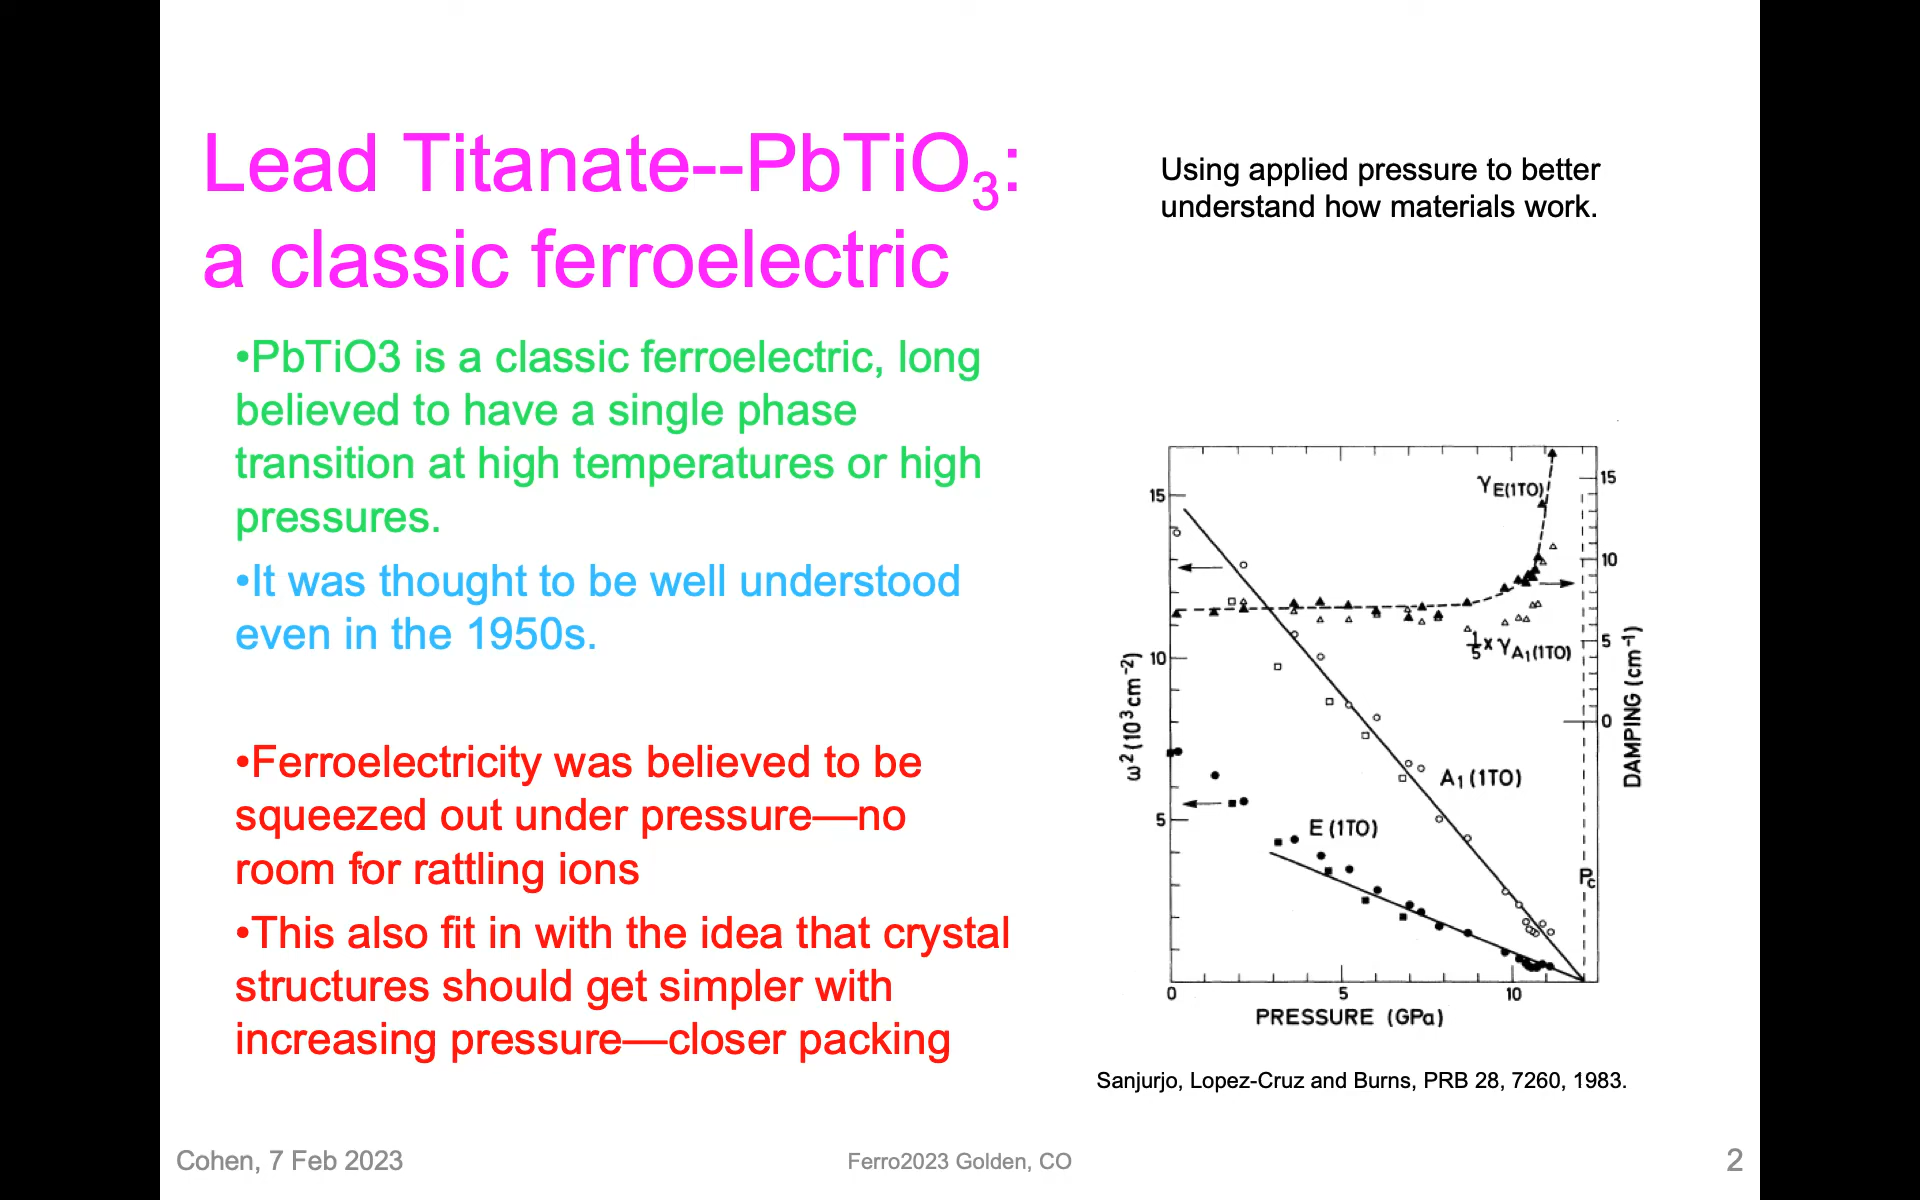 Lead Titanate--PbTiO₃:
a classic ferroelectric
Using applied pressure to better
understand how materials work.
•PbTiO3 is a classic ferroelectric, long
believed to have a single phase
transition at high temperatures or high
pressures.
•It was thought to be well understood
even in the 1950s.
•Ferroelectricity was believed to be
squeezed out under pressure—no
room for rattling ions
•This also fit in with the idea that crystal
structures should get simpler with
increasing pressure—closer packing
γE(1TO)
15
15
10
10
5
5
0
1/5 x γA₁(1TO)
ω² (10³cm⁻²)
DAMPING (cm⁻¹)
A₁ (1TO)
E (1TO)
Pc
0 5 10
PRESSURE (GPa)
Sanjurjo, Lopez-Cruz and Burns, PRB 28, 7260, 1983.
Cohen, 7 Feb 2023
Ferro2023 Golden, CO
2